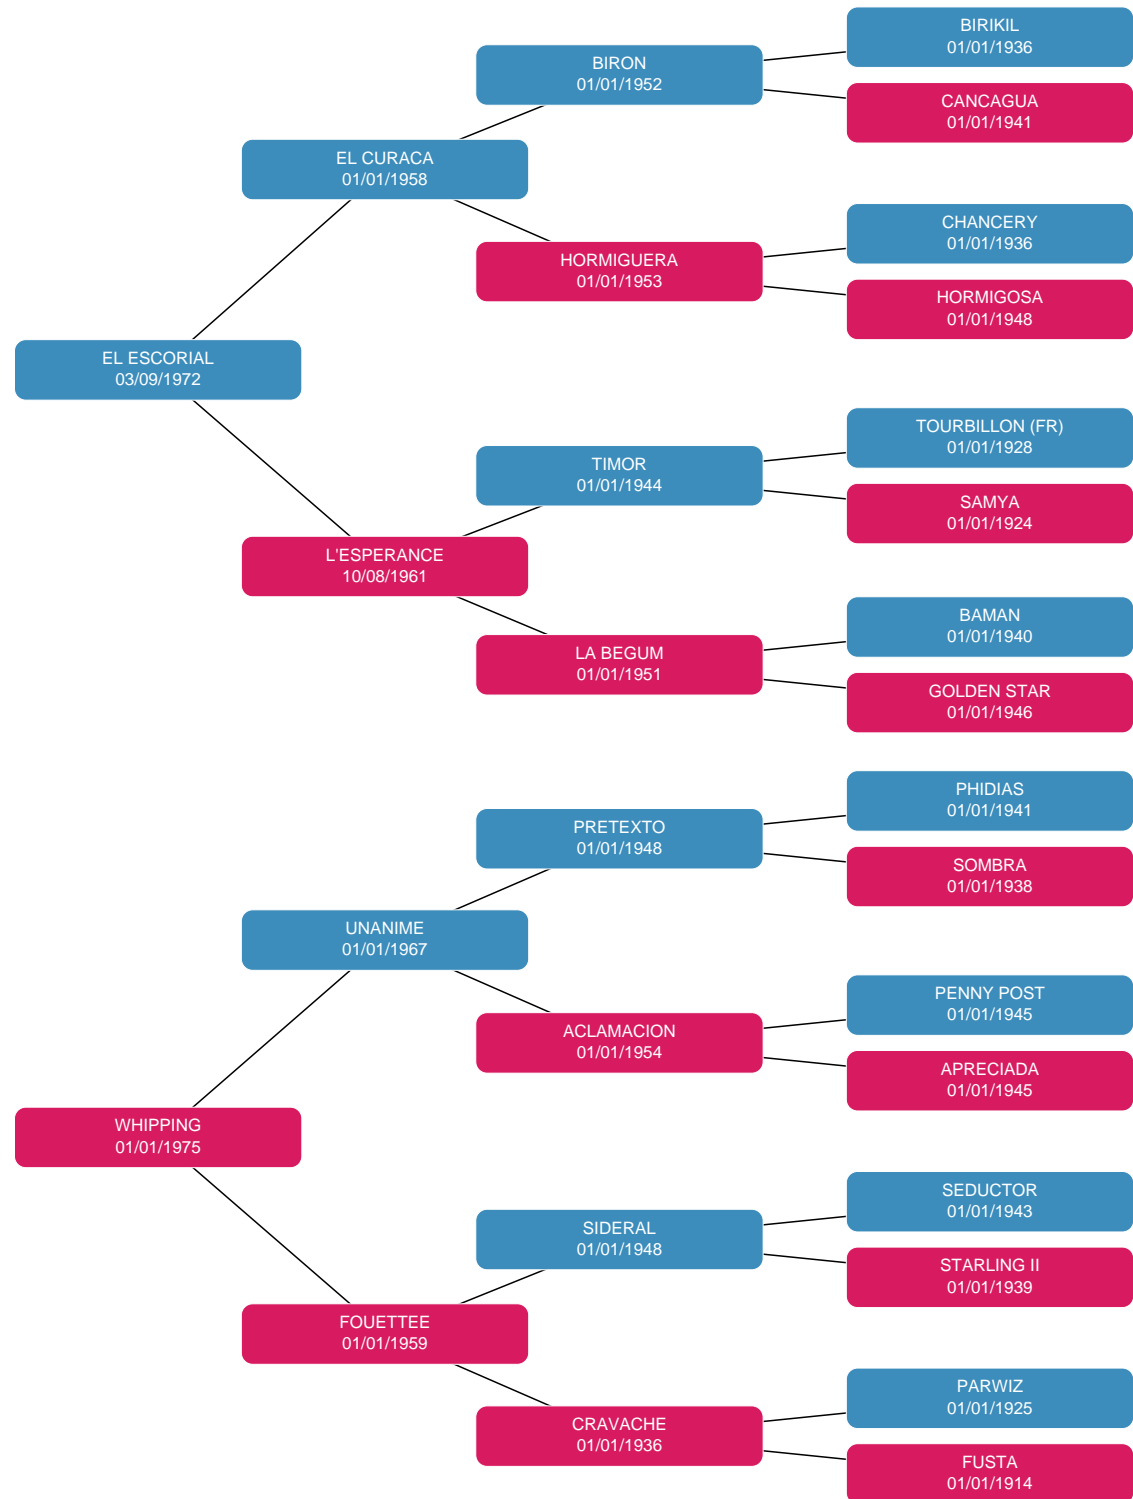 BIRIKIL
01/01/1936
BIRON
01/01/1952
CANCAGUA
01/01/1941
EL CURACA
01/01/1958
CHANCERY
01/01/1936
HORMIGUERA
01/01/1953
HORMIGOSA
01/01/1948
EL ESCORIAL
03/09/1972
TOURBILLON (FR)
01/01/1928
TIMOR
01/01/1944
SAMYA
01/01/1924
L'ESPERANCE
10/08/1961
BAMAN
01/01/1940
LA BEGUM
01/01/1951
GOLDEN STAR
01/01/1946
PHIDIAS
01/01/1941
PRETEXTO
01/01/1948
SOMBRA
01/01/1938
UNANIME
01/01/1967
PENNY POST
01/01/1945
ACLAMACION
01/01/1954
APRECIADA
01/01/1945
WHIPPING
01/01/1975
SEDUCTOR
01/01/1943
SIDERAL
01/01/1948
STARLING II
01/01/1939
FOUETTEE
01/01/1959
PARWIZ
01/01/1925
CRAVACHE
01/01/1936
FUSTA
01/01/1914